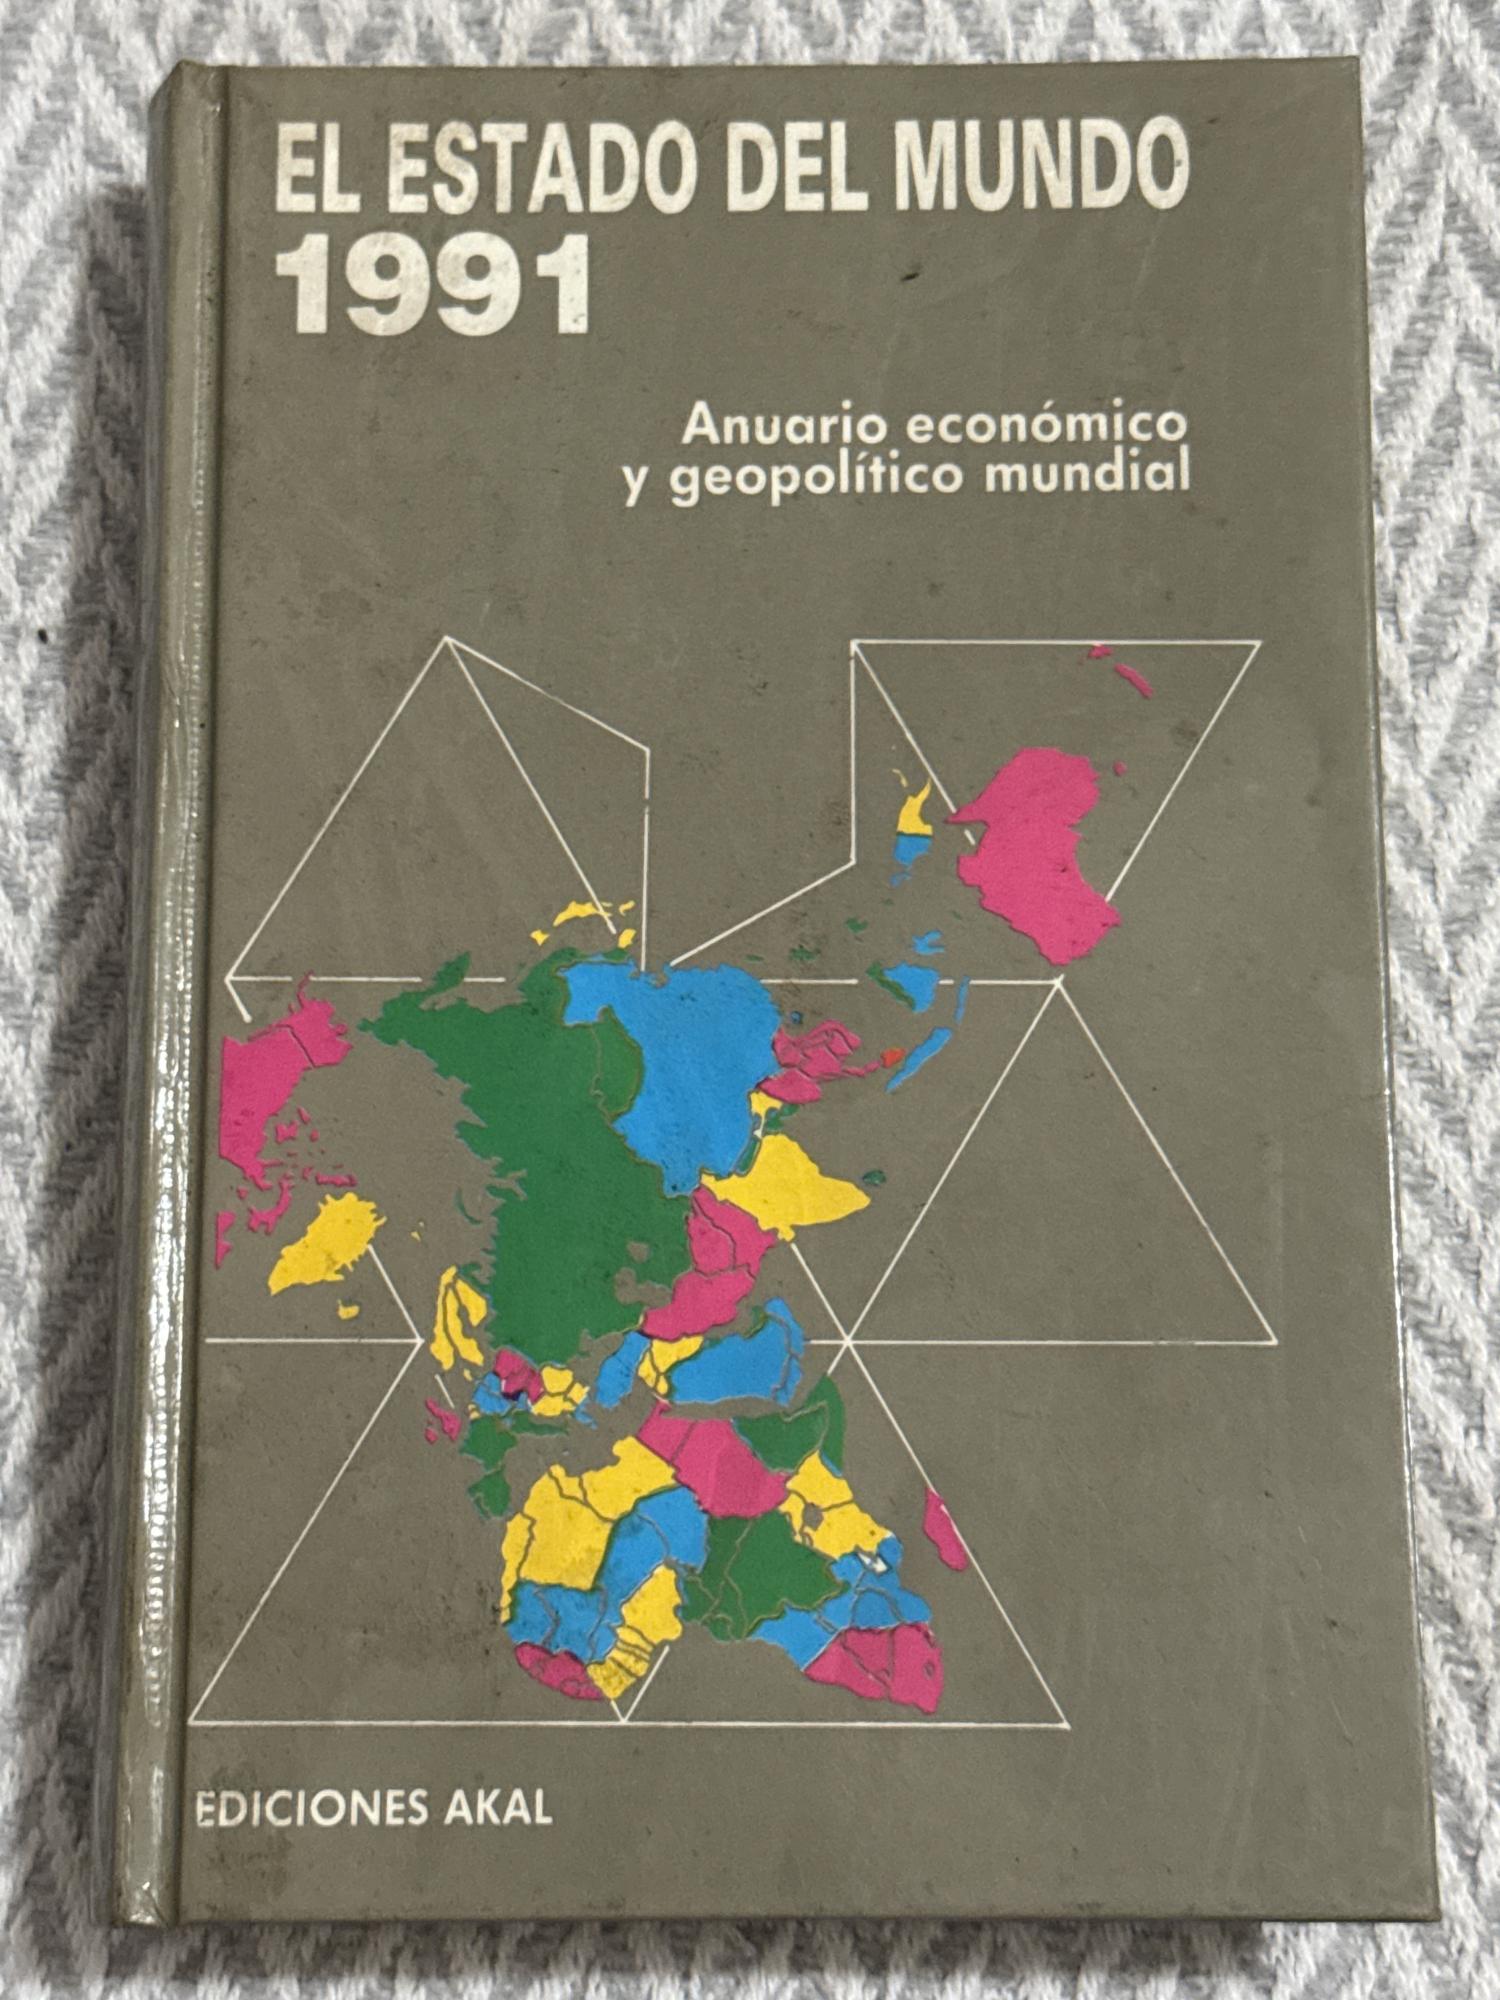 EL ESTADO DEL MUNDO
1991
Anuario económico
y geopolítico mundial
EDICIONES AKAL